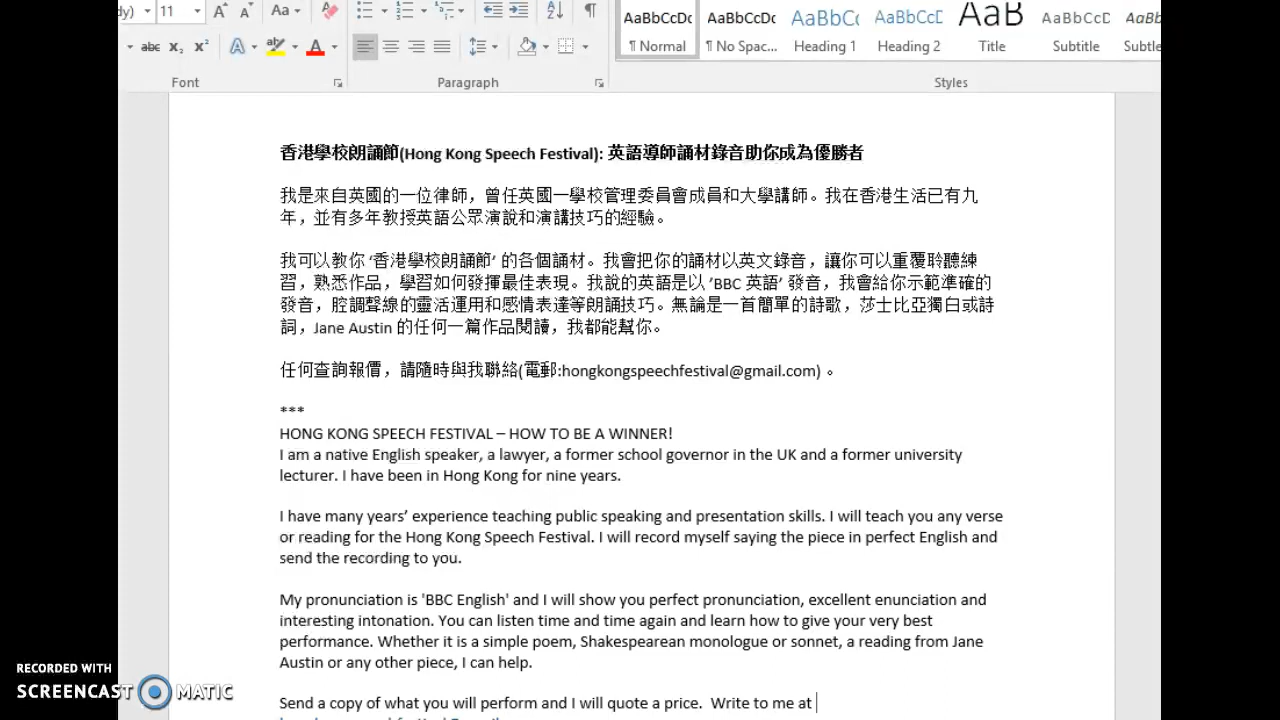 dy) 11 Aa
abc x₂ x² A A
AaBbCcDc AaBbCcDc AaBbC AaBbCcE AaB AaBbCcD AaBb
¶ Normal ¶ No Spac... Heading 1 Heading 2 Title Subtitle Subtle
Font Paragraph Styles
香港學校朗誦節(Hong Kong Speech Festival): 英語導師誦材錄音助你成為優勝者
我是來自英國的一位律師，曾任英國一學校管理委員會成員和大學講師。我在香港生活已有九
年，並有多年教授英語公眾演說和演講技巧的經驗。
我可以教你 ‘香港學校朗誦節’ 的各個誦材。我會把你的誦材以英文錄音，讓你可以重覆聆聽練
習，熟悉作品，學習如何發揮最佳表現。我說的英語是以 ’BBC 英語’ 發音，我會給你示範準確的
發音，腔調聲線的靈活運用和感情表達等朗誦技巧。無論是一首簡單的詩歌，莎士比亞獨白或詩
詞，Jane Austin 的任何一篇作品閱讀，我都能幫你。
任何查詢報價，請隨時與我聯絡(電郵:hongkongspeechfestival@gmail.com) 。
***
HONG KONG SPEECH FESTIVAL – HOW TO BE A WINNER!
I am a native English speaker, a lawyer, a former school governor in the UK and a former university
lecturer. I have been in Hong Kong for nine years.
I have many years’ experience teaching public speaking and presentation skills. I will teach you any verse
or reading for the Hong Kong Speech Festival. I will record myself saying the piece in perfect English and
send the recording to you.
My pronunciation is 'BBC English' and I will show you perfect pronunciation, excellent enunciation and
interesting intonation. You can listen time and time again and learn how to give your very best
performance. Whether it is a simple poem, Shakespearean monologue or sonnet, a reading from Jane
Austin or any other piece, I can help.
Send a copy of what you will perform and I will quote a price.  Write to me at
RECORDED WITH
SCREENCAST MATIC